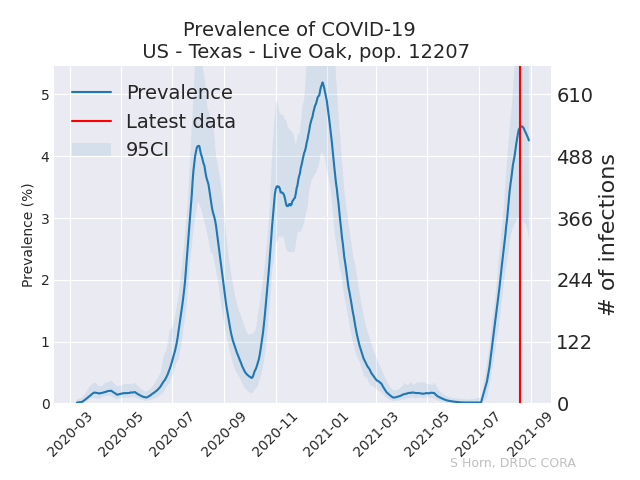 Prevalence of COVID-19
US - Texas - Live Oak, pop. 12207
Prevalence
Latest data
95CI
Prevalence (%)
5
4
3
2
1
0
610
488
366
244
122
0
# of infections
2020-03
2020-05
2020-07
2020-09
2020-11
2021-01
2021-03
2021-05
2021-07
2021-09
S Horn, DRDC CORA